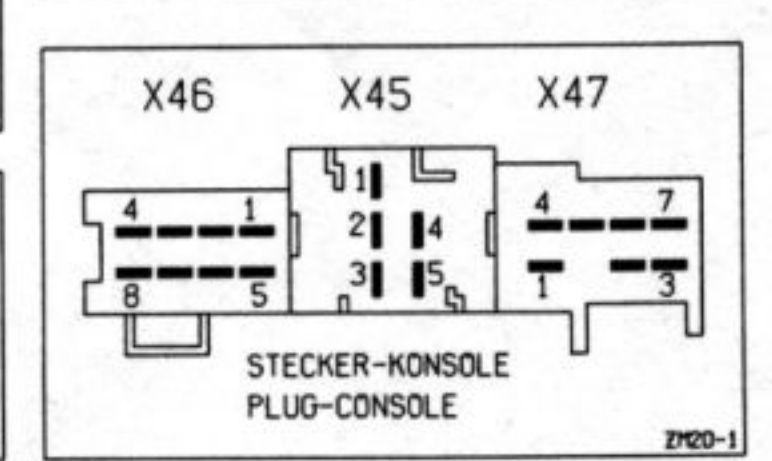 X46 X45 X47
1
4 1 2 4 4 7
8 5 3 5 1 3
STECKER-KONSOLE
PLUG-CONSOLE
ZM20-1